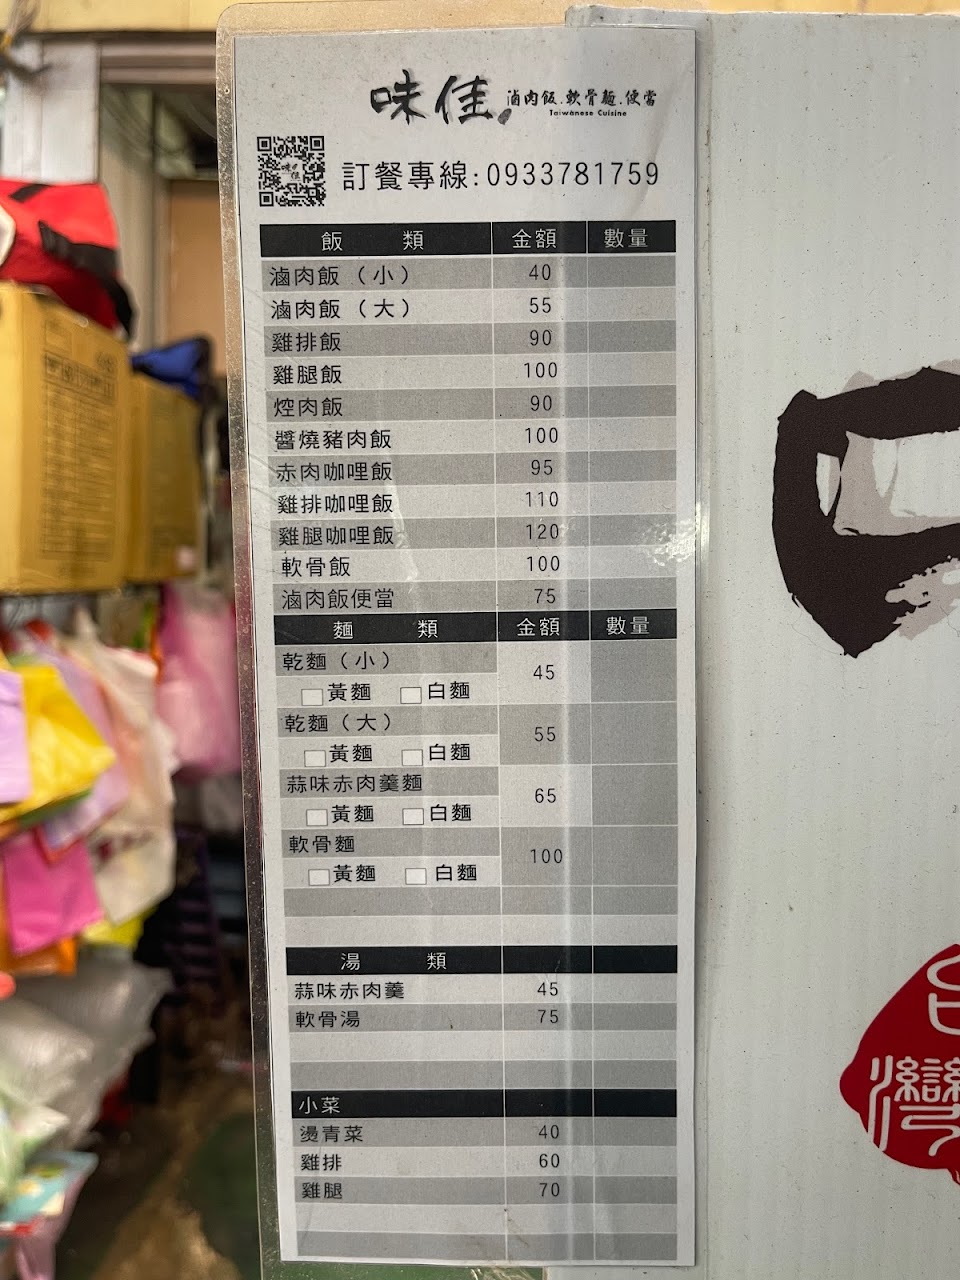 味佳 滷肉飯.軟骨麵.便當
Taiwanese Cuisine
訂餐專線:0933781759
飯類 金額 數量
滷肉飯（小） 40
滷肉飯（大） 55
雞排飯 90
雞腿飯 100
焢肉飯 90
醬燒豬肉飯 100
赤肉咖哩飯 95
雞排咖哩飯 110
雞腿咖哩飯 120
軟骨飯 100
滷肉飯便當 75
麵類 金額 數量
乾麵（小） 45
黃麵 白麵
乾麵（大） 55
黃麵 白麵
蒜味赤肉羹麵 65
黃麵 白麵
軟骨麵 100
黃麵 白麵
湯類
蒜味赤肉羹 45
軟骨湯 75
小菜
燙青菜 40
雞排 60
雞腿 70
台灣